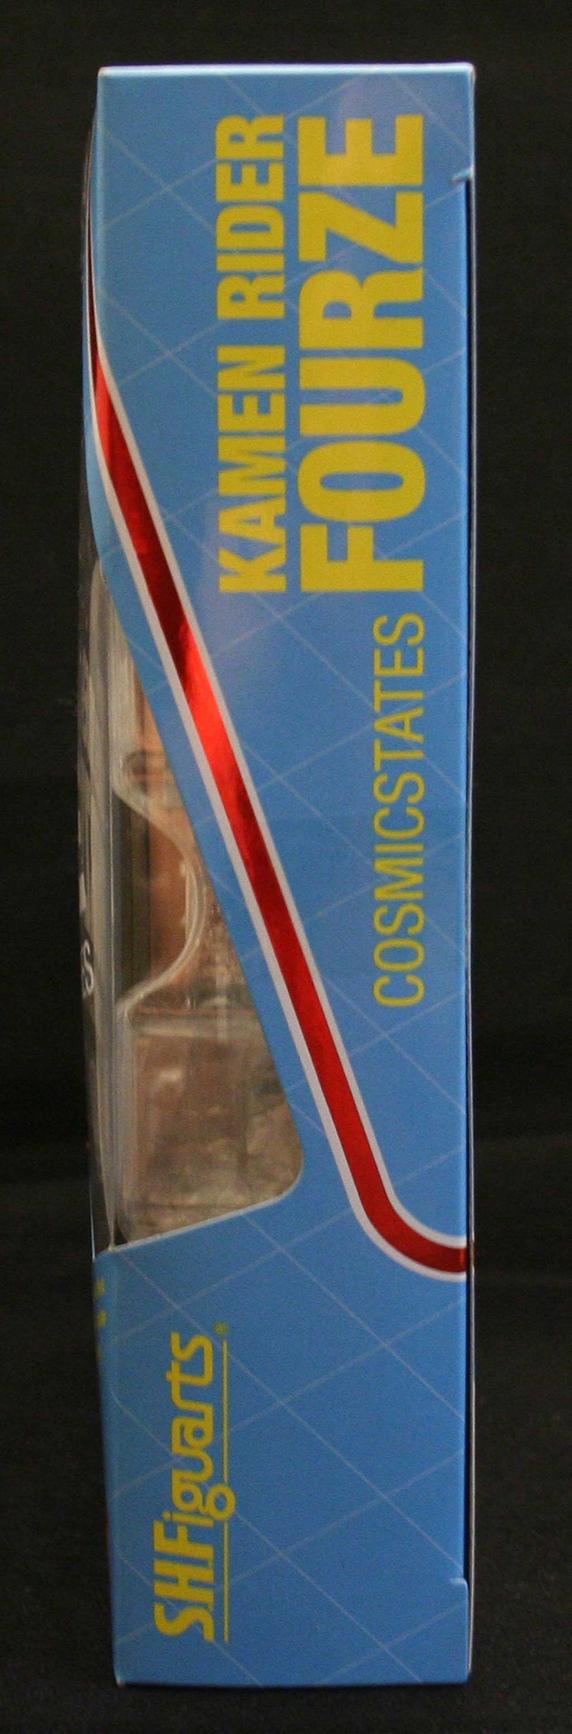 KAMEN RIDER
FOURZE
COSMICSTATES
SHFiguarts®
S